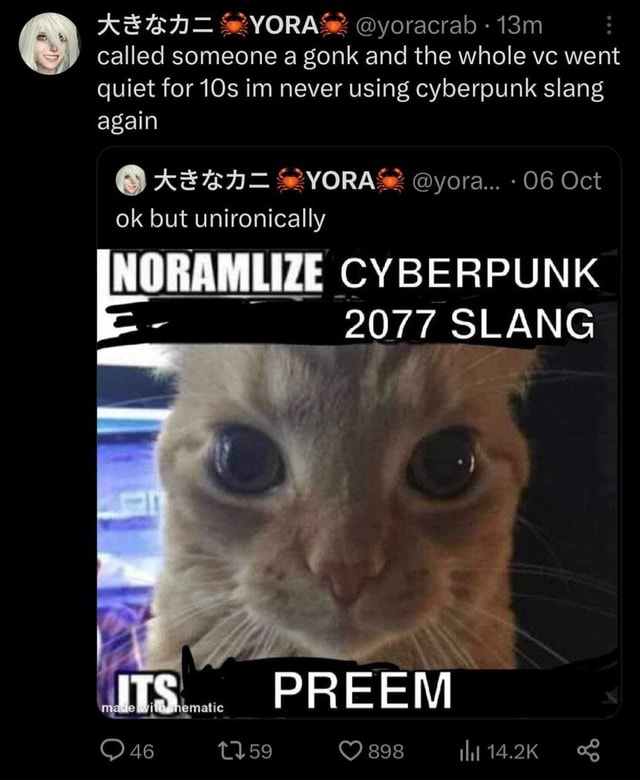 大きなカニ 🦀YORA🦀 @yoracrab · 13m
called someone a gonk and the whole vc went
quiet for 10s im never using cyberpunk slang
again
大きなカニ 🦀YORA🦀 @yora... · 06 Oct
ok but unironically
NORAMLIZE CYBERPUNK
2077 SLANG
ITS PREEM
46 59 898 14.2K